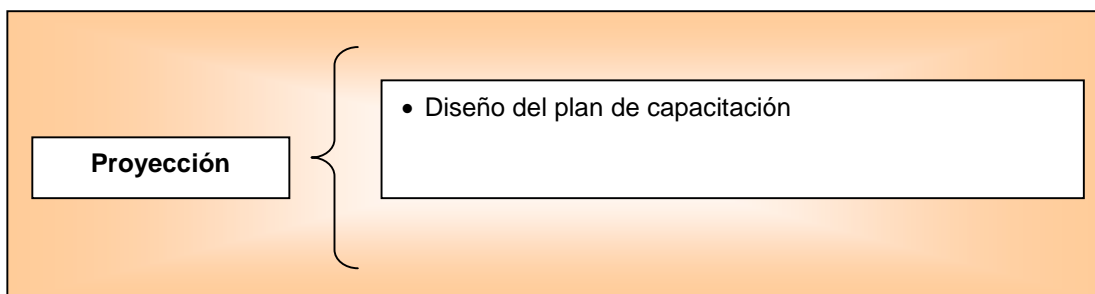 • Diseño del plan de capacitación
Proyección